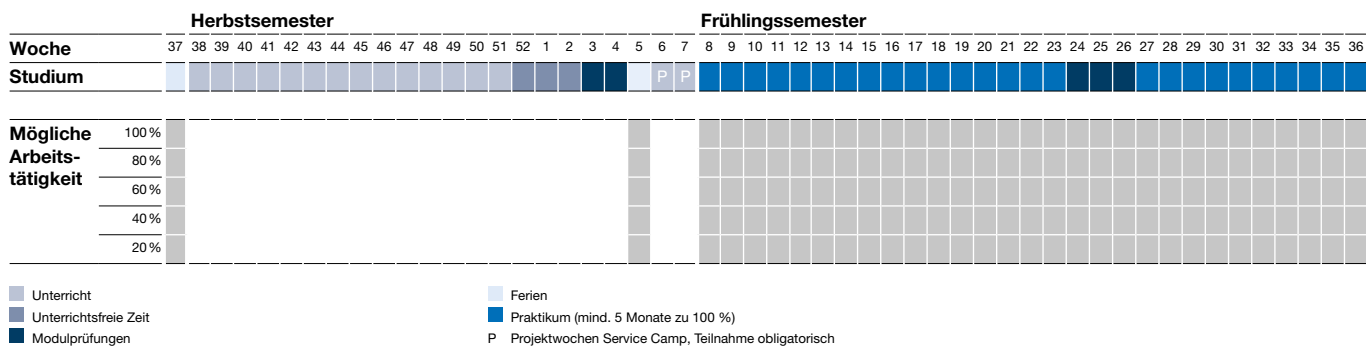 Herbstsemester Frühlingssemester
Woche 37 38 39 40 41 42 43 44 45 46 47 48 49 50 51 52 1 2 3 4 5 6 7 8 9 10 11 12 13 14 15 16 17 18 19 20 21 22 23 24 25 26 27 28 29 30 31 32 33 34 35 36
Studium P P
Mögliche 100 %
Arbeits- 80 %
tätigkeit 60 %
40 %
20 %
Unterricht Ferien
Unterrichtsfreie Zeit Praktikum (mind. 5 Monate zu 100 %)
Modulprüfungen P Projektwochen Service Camp, Teilnahme obligatorisch